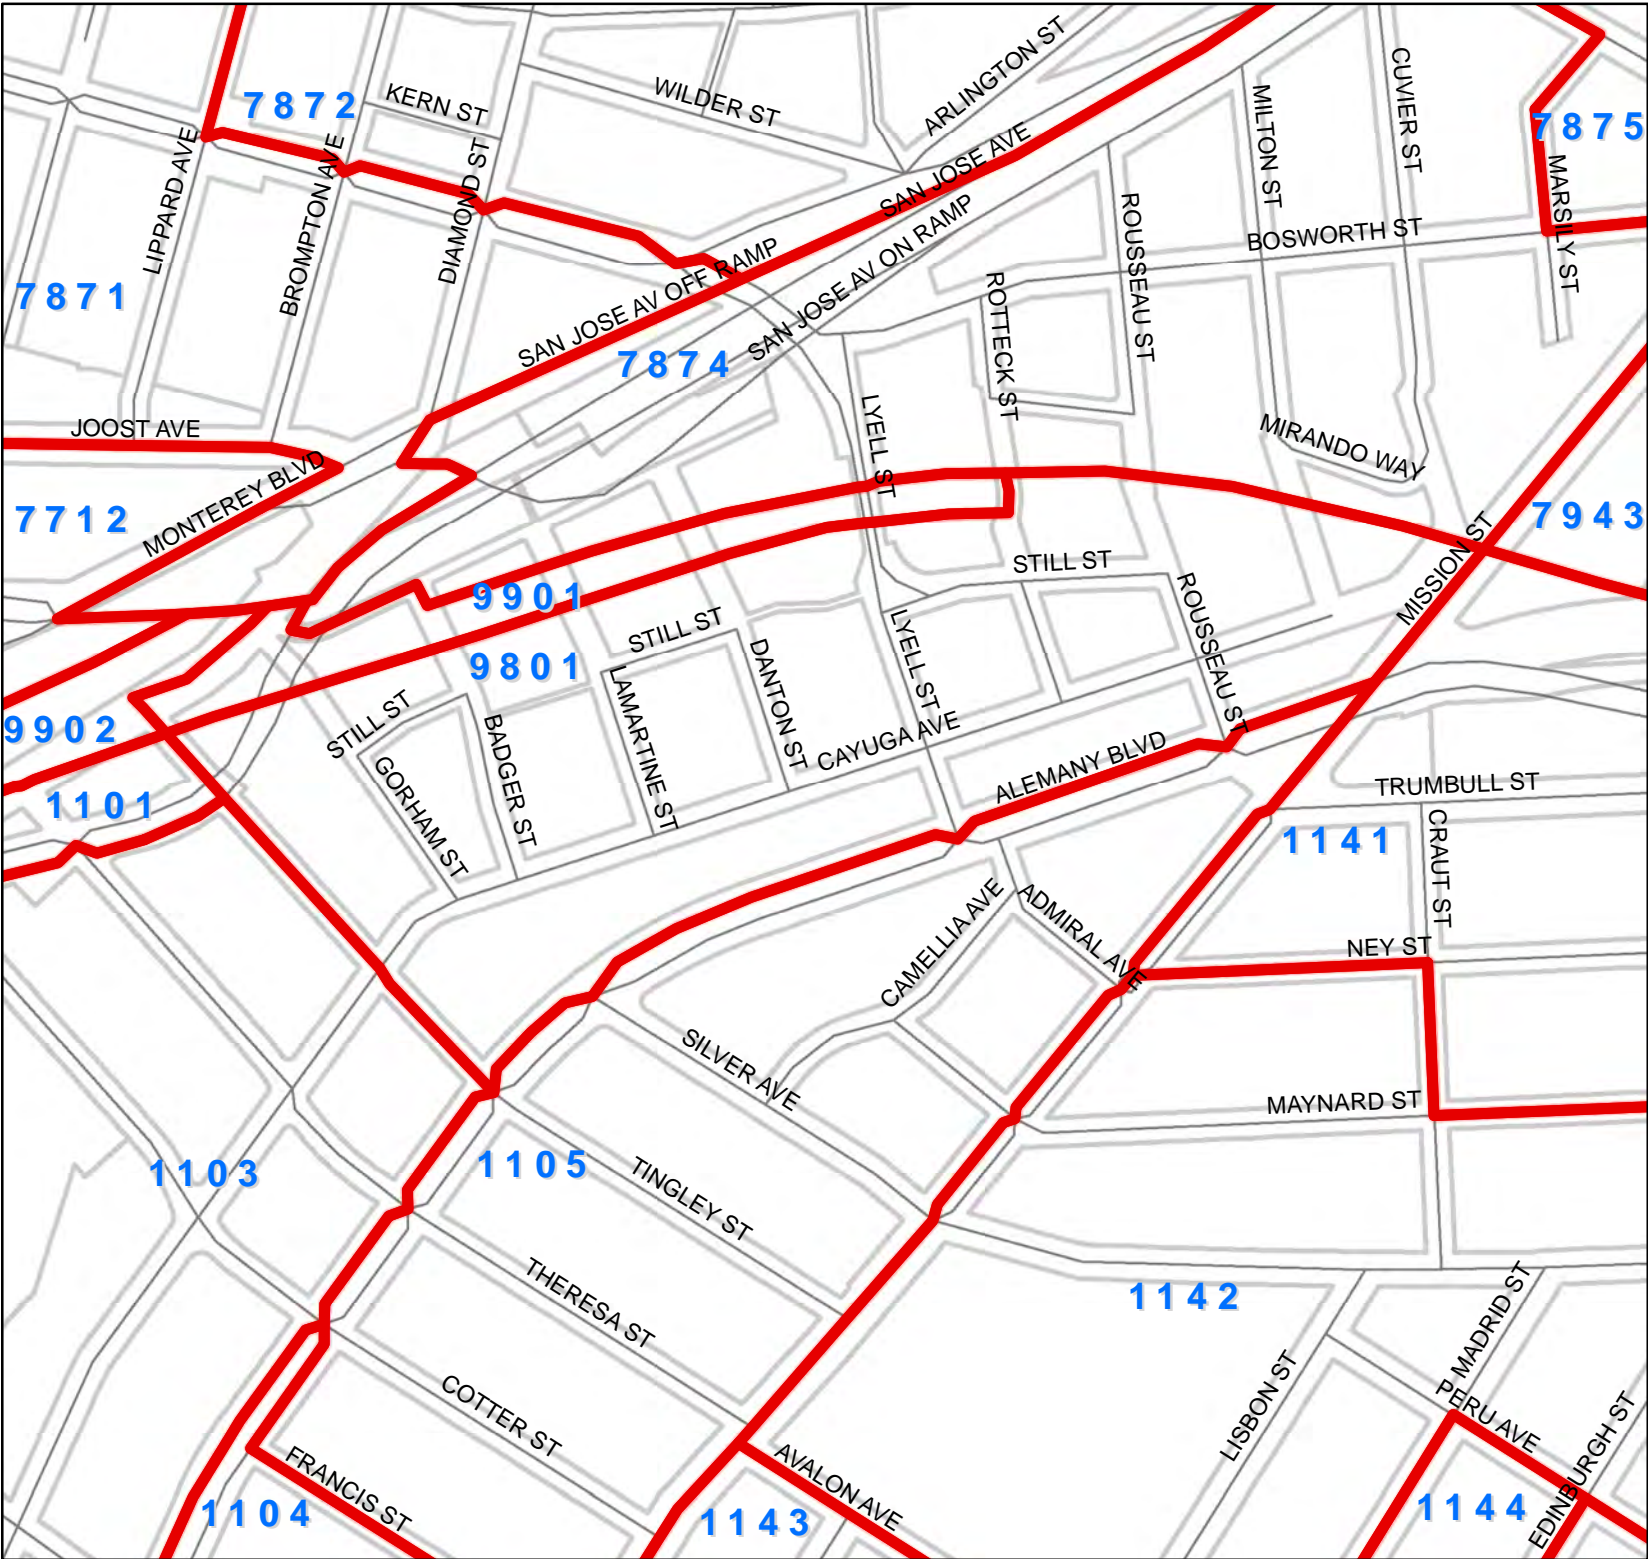 ARLINGTON ST
CUVIER ST
7872
KERN ST
WILDER ST
MILTON ST
7875
LIPPARD AVE
BROMPTON AVE
DIAMOND ST
SAN JOSE AVE
MARSILY ST
SAN JOSE AV ON RAMP
ROUSSEAU ST
BOSWORTH ST
7871
SAN JOSE AV OFF RAMP
ROTTECK ST
7874
JOOST AVE
LYELL ST
MIRANDO WAY
MONTEREY BLVD
7712
7943
MISSION ST
STILL ST
9901
STILL ST
9801
LYELL ST
ROUSSEAU ST
DANTON ST
LAMARTINE ST
9902
STILL ST
BADGER ST
CAYUGA AVE
ALEMANY BLVD
GORHAM ST
1101
TRUMBULL ST
1141
CRAUT ST
CAMELLIA AVE
ADMIRAL AVE
NEY ST
SILVER AVE
MAYNARD ST
1103
1105
TINGLEY ST
THERESA ST
1142
MADRID ST
P
PERU AVE
LISBON ST
COTTER ST
EDINBURGH ST
FRANCIS ST
AVALON AVE
1104
1143
1144